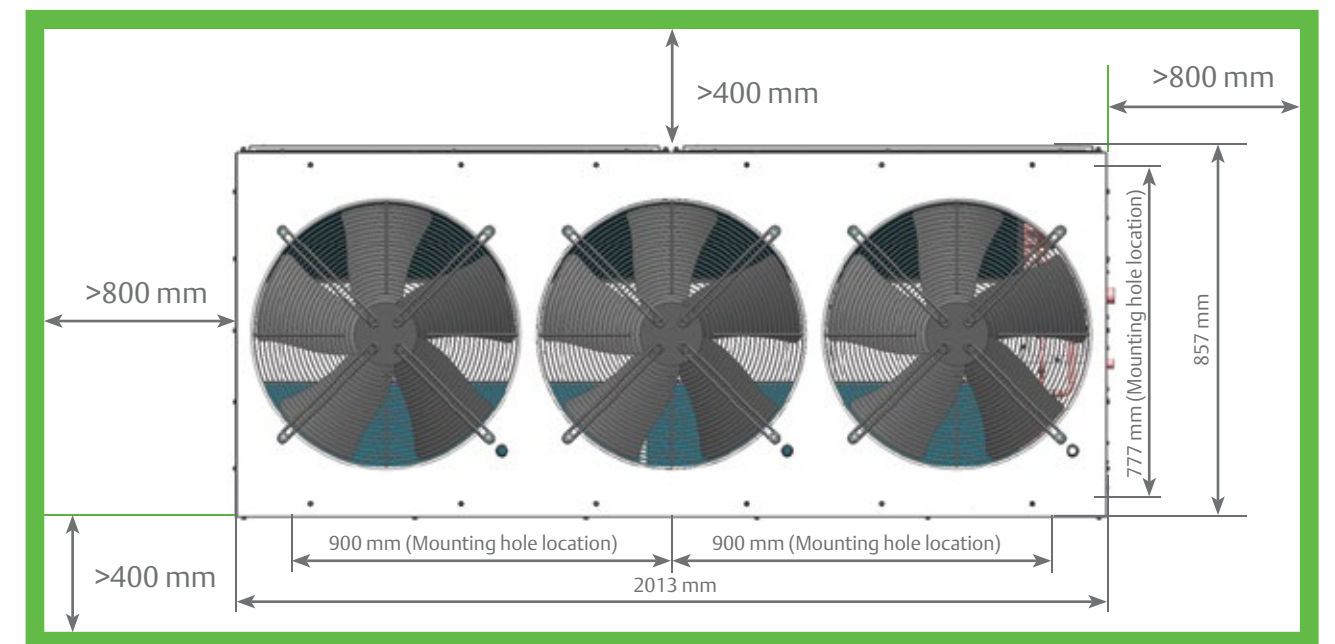 >400 mm
>800 mm
>800 mm
777 mm (Mounting hole location)
857 mm
900 mm (Mounting hole location)
900 mm (Mounting hole location)
>400 mm
2013 mm